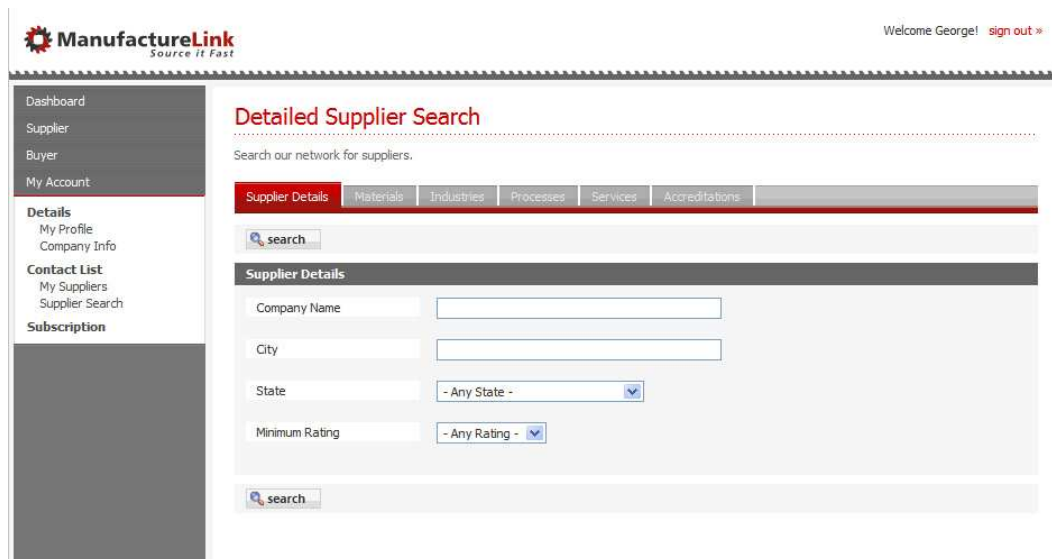 ManufactureLink
Source it Fast
Welcome George! sign out »
Dashboard
Supplier
Buyer
My Account
Details
My Profile
Company Info
Contact List
My Suppliers
Supplier Search
Subscription
Detailed Supplier Search
Search our network for suppliers.
Supplier Details Materials Industries Processes Services Accreditations
search
Supplier Details
Company Name
City
State - Any State -
Minimum Rating - Any Rating -
search